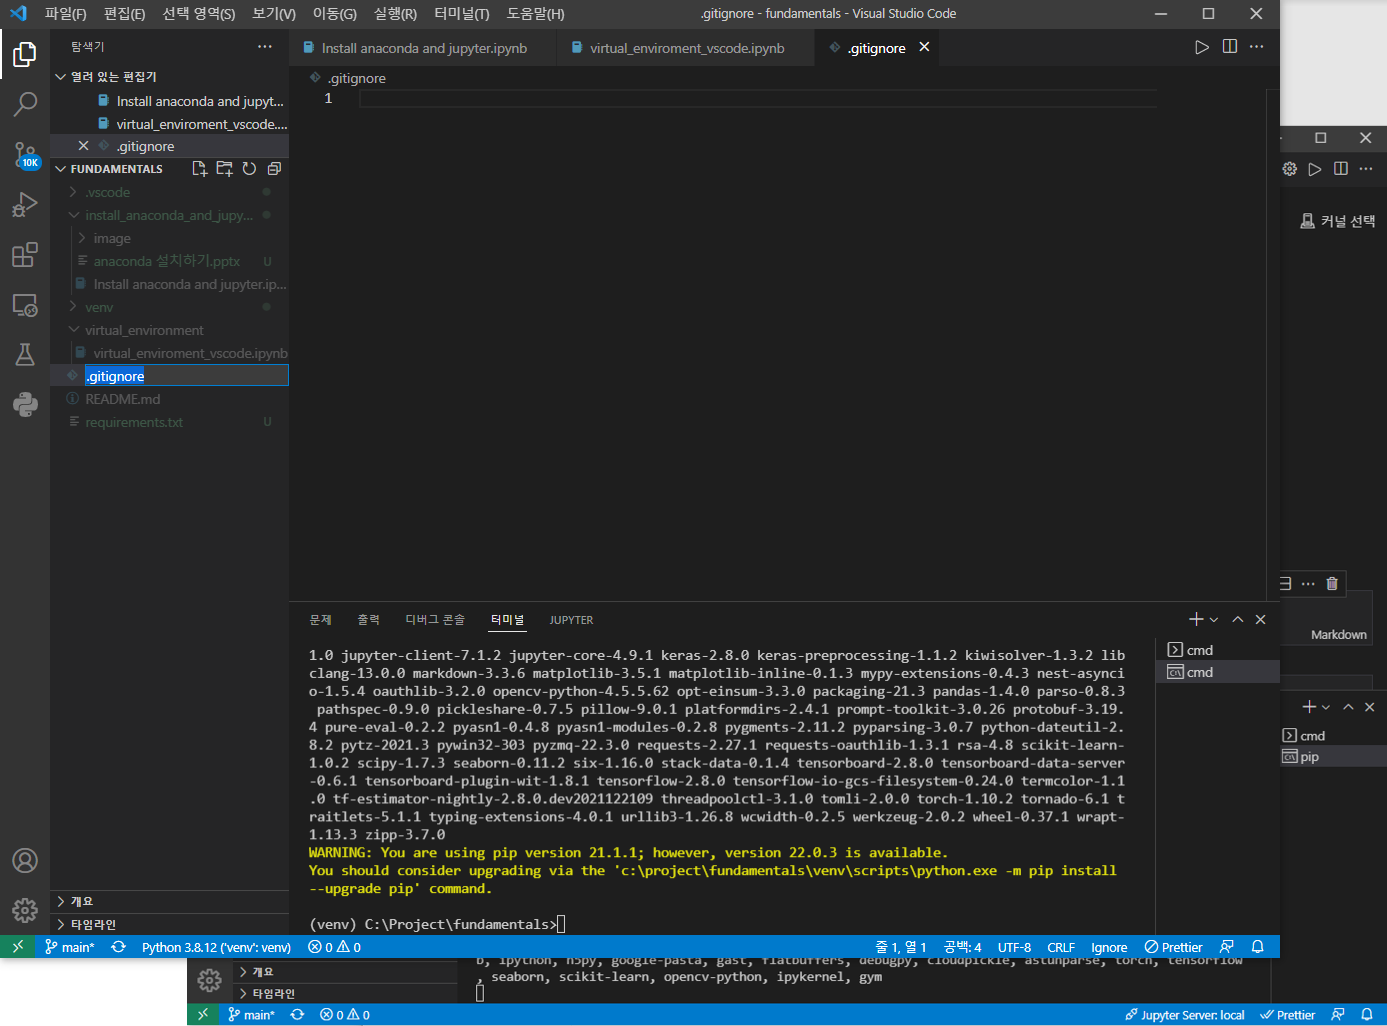 파일(F) 편집(E) 선택 영역(S) 보기(V) 이동(G) 실행(R) 터미널(T) 도움말(H) .gitignore - fundamentals - Visual Studio Code
탐색기
Install anaconda and jupyter.ipynb virtual_enviroment_vscode.ipynb .gitignore
열려 있는 편집기
Install anaconda and jupyt...
virtual_enviroment_vscode....
.gitignore
.gitignore
1
10K
FUNDAMENTALS
.vscode
install_anaconda_and_jupy...
image
anaconda 설치하기.pptx U
Install anaconda and jupyter.ip...
venv
virtual_environment
virtual_enviroment_vscode.ipynb
.gitignore
README.md
requirements.txt U
커널 선택
Markdown
문제 출력 디버그 콘솔 터미널 JUPYTER
cmd
cmd
1.0 jupyter-client-7.1.2 jupyter-core-4.9.1 keras-2.8.0 keras-preprocessing-1.1.2 kiwisolver-1.3.2 lib
clang-13.0.0 markdown-3.3.6 matplotlib-3.5.1 matplotlib-inline-0.1.3 mypy-extensions-0.4.3 nest-asynci
o-1.5.4 oauthlib-3.2.0 opencv-python-4.5.5.62 opt-einsum-3.3.0 packaging-21.3 pandas-1.4.0 parso-0.8.3
pathspec-0.9.0 pickleshare-0.7.5 pillow-9.0.1 platformdirs-2.4.1 prompt-toolkit-3.0.26 protobuf-3.19.
4 pure-eval-0.2.2 pyasn1-0.4.8 pyasn1-modules-0.2.8 pygments-2.11.2 pyparsing-3.0.7 python-dateutil-2.
8.2 pytz-2021.3 pywin32-303 pyzmq-22.3.0 requests-2.27.1 requests-oauthlib-1.3.1 rsa-4.8 scikit-learn-
1.0.2 scipy-1.7.3 seaborn-0.11.2 six-1.16.0 stack-data-0.1.4 tensorboard-2.8.0 tensorboard-data-server
-0.6.1 tensorboard-plugin-wit-1.8.1 tensorflow-2.8.0 tensorflow-io-gcs-filesystem-0.24.0 termcolor-1.1
.0 tf-estimator-nightly-2.8.0.dev2021122109 threadpoolctl-3.1.0 tomli-2.0.0 torch-1.10.2 tornado-6.1 t
raitlets-5.1.1 typing-extensions-4.0.1 urllib3-1.26.8 wcwidth-0.2.5 werkzeug-2.0.2 wheel-0.37.1 wrapt-
1.13.3 zipp-3.7.0
WARNING: You are using pip version 21.1.1; however, version 22.0.3 is available.
You should consider upgrading via the 'c:\project\fundamentals\venv\scripts\python.exe -m pip install
--upgrade pip' command.
(venv) C:\Project\fundamentals>
cmd
pip
개요
타임라인
main* Python 3.8.12 ('venv': venv) 0 0 줄 1, 열 1 공백: 4 UTF-8 CRLF Ignore Prettier
b, ipython, h5py, google-pasta, gast, flatbuffers, debugpy, cloudpickle, astunparse, torch, tensorflow
, seaborn, scikit-learn, opencv-python, ipykernel, gym
개요
타임라인
main* 0 0 Jupyter Server: local Prettier